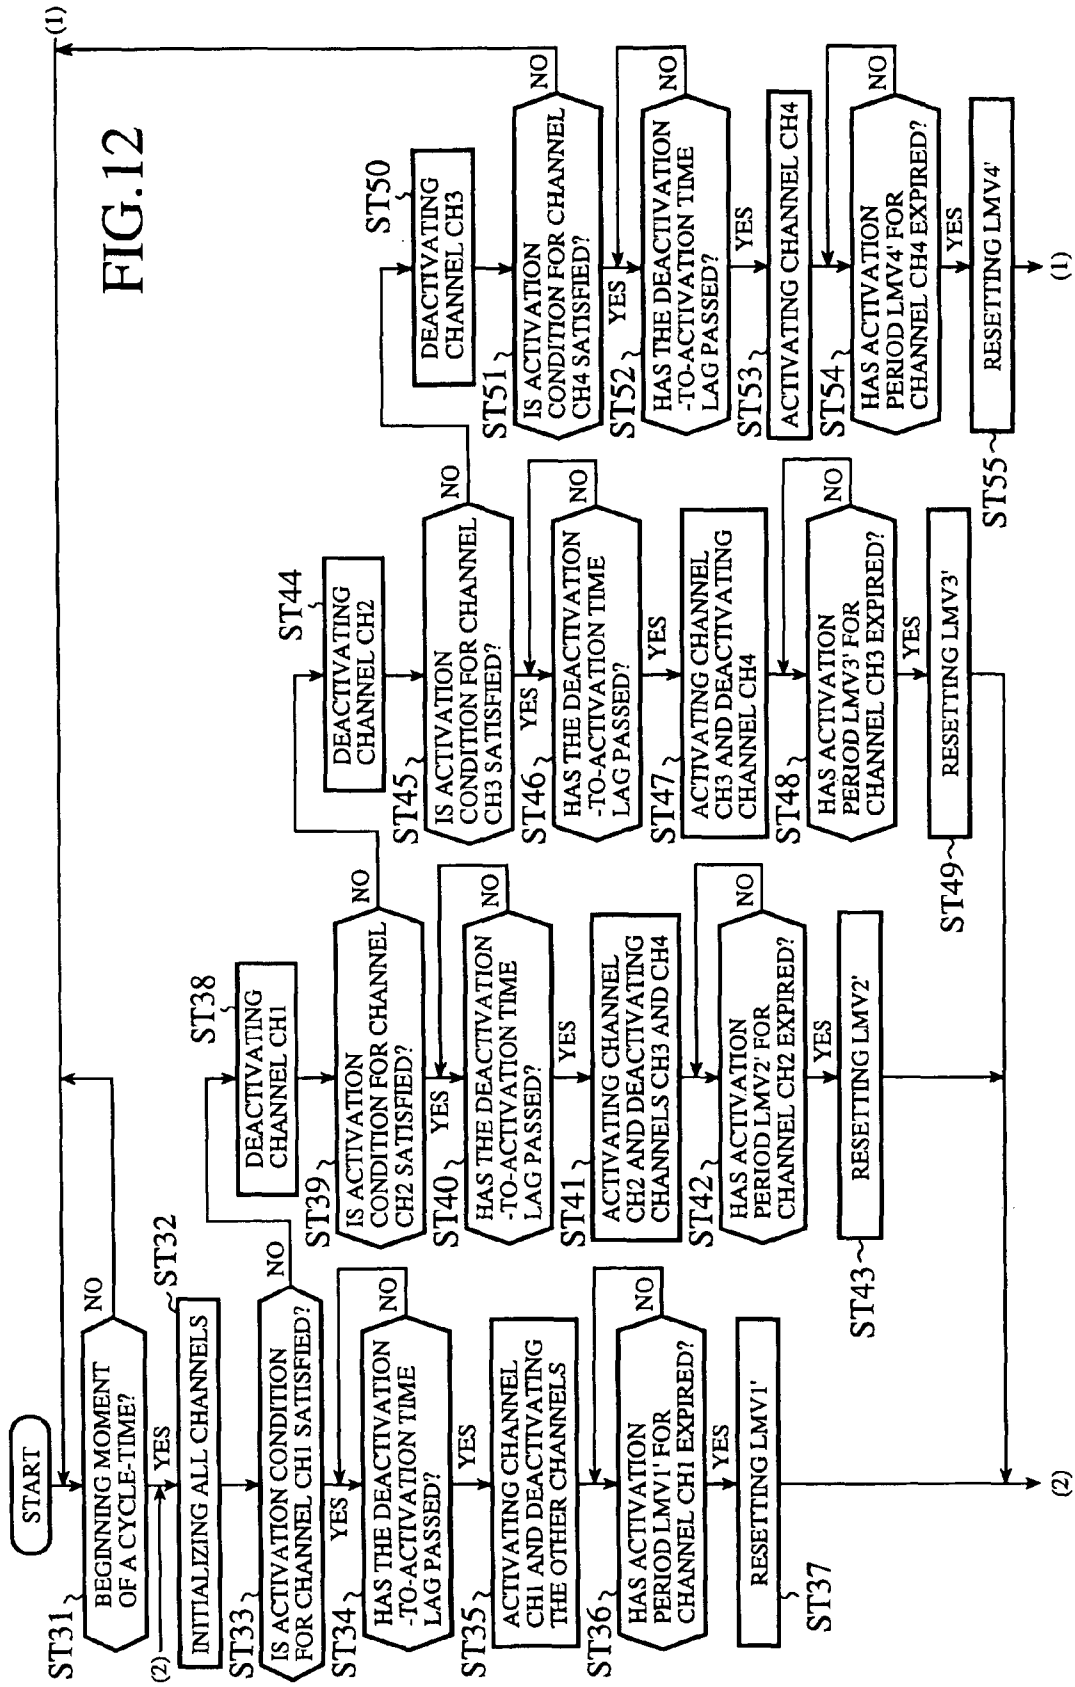 FIG.12
START
ST31
BEGINNING MOMENT
OF A CYCLE-TIME?
NO
YES
(2)
ST32
INITIALIZING ALL CHANNELS
ST33
IS ACTIVATION CONDITION
FOR CHANNEL CH1 SATISFIED?
NO
YES
ST34
HAS THE DEACTIVATION
-TO-ACTIVATION TIME
LAG PASSED?
NO
YES
ST35
ACTIVATING CHANNEL
CH1 AND DEACTIVATING
THE OTHER CHANNELS
ST36
HAS ACTIVATION
PERIOD LMV1' FOR
CHANNEL CH1 EXPIRED?
NO
YES
RESETTING LMV1'
ST37
(2)
ST38
DEACTIVATING
CHANNEL CH1
ST39
IS ACTIVATION
CONDITION FOR CHANNEL
CH2 SATISFIED?
NO
YES
ST40
HAS THE DEACTIVATION
-TO-ACTIVATION TIME
LAG PASSED?
NO
YES
ST41
ACTIVATING CHANNEL
CH2 AND DEACTIVATING
CHANNELS CH3 AND CH4
ST42
HAS ACTIVATION
PERIOD LMV2' FOR
CHANNEL CH2 EXPIRED?
NO
YES
RESETTING LMV2'
ST43
ST44
DEACTIVATING
CHANNEL CH2
ST45
IS ACTIVATION
CONDITION FOR CHANNEL
CH3 SATISFIED?
NO
YES
ST46
HAS THE DEACTIVATION
-TO-ACTIVATION TIME
LAG PASSED?
NO
YES
ST47
ACTIVATING CHANNEL
CH3 AND DEACTIVATING
CHANNEL CH4
ST48
HAS ACTIVATION
PERIOD LMV3' FOR
CHANNEL CH3 EXPIRED?
NO
YES
RESETTING LMV3'
ST49
(1)
ST50
DEACTIVATING
CHANNEL CH3
ST51
IS ACTIVATION
CONDITION FOR CHANNEL
CH4 SATISFIED?
NO
YES
ST52
HAS THE DEACTIVATION
-TO-ACTIVATION TIME
LAG PASSED?
NO
YES
ST53
ACTIVATING CHANNEL CH4
ST54
HAS ACTIVATION
PERIOD LMV4' FOR
CHANNEL CH4 EXPIRED?
NO
YES
RESETTING LMV4'
ST55
(1)